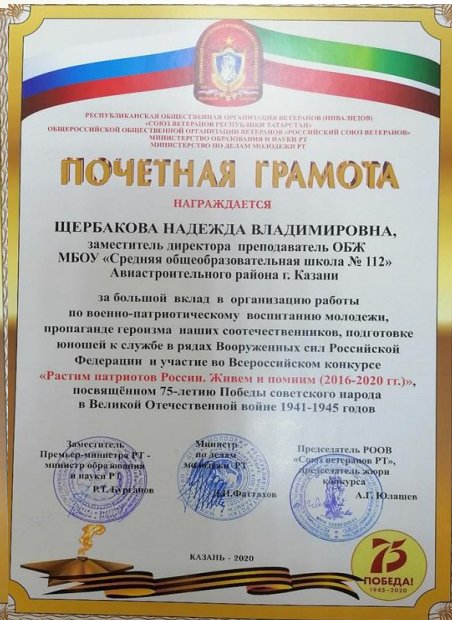 РЕСПУБЛИКАНСКАЯ ОБЩЕСТВЕННАЯ ОРГАНИЗАЦИЯ ВЕТЕРАНОВ (ИНВАЛИДОВ)
«СОЮЗ ВЕТЕРАНОВ РЕСПУБЛИКИ ТАТАРСТАН»
ОБЩЕРОССИЙСКОЙ ОБЩЕСТВЕННОЙ ОРГАНИЗАЦИИ ВЕТЕРАНОВ «РОССИЙСКИЙ СОЮЗ ВЕТЕРАНОВ»
МИНИСТЕРСТВО ОБРАЗОВАНИЯ И НАУКИ РТ
МИНИСТЕРСТВО ПО ДЕЛАМ МОЛОДЕЖИ РТ
ПОЧЕТНАЯ ГРАМОТА
НАГРАЖДАЕТСЯ
ЩЕРБАКОВА НАДЕЖДА ВЛАДИМИРОВНА,
заместитель директора преподаватель ОБЖ
МБОУ «Средняя общеобразовательная школа № 112»
Авиастроительного района г. Казани
за большой вклад в организацию работы
по военно-патриотическому воспитанию молодежи,
пропаганде героизма наших соотечественников, подготовке
юношей к службе в рядах Вооруженных сил Российской
Федерации и участие во Всероссийском конкурсе
«Растим патриотов России. Живем и помним (2016-2020 гг.)»,
посвящённом 75-летию Победы советского народа
в Великой Отечественной войне 1941-1945 годов
Заместитель
Премьер-министра РТ -
министр образования
и науки РТ
Р.Т. Бурганов
Министр
по делам
молодежи РТ
Д.И.Фаттахов
Председатель РООВ
«Союз ветеранов РТ»,
председатель жюри
конкурса
А.Г. Юлашев
КАЗАНЬ - 2020
75
ПОБЕДА!
1945-2020